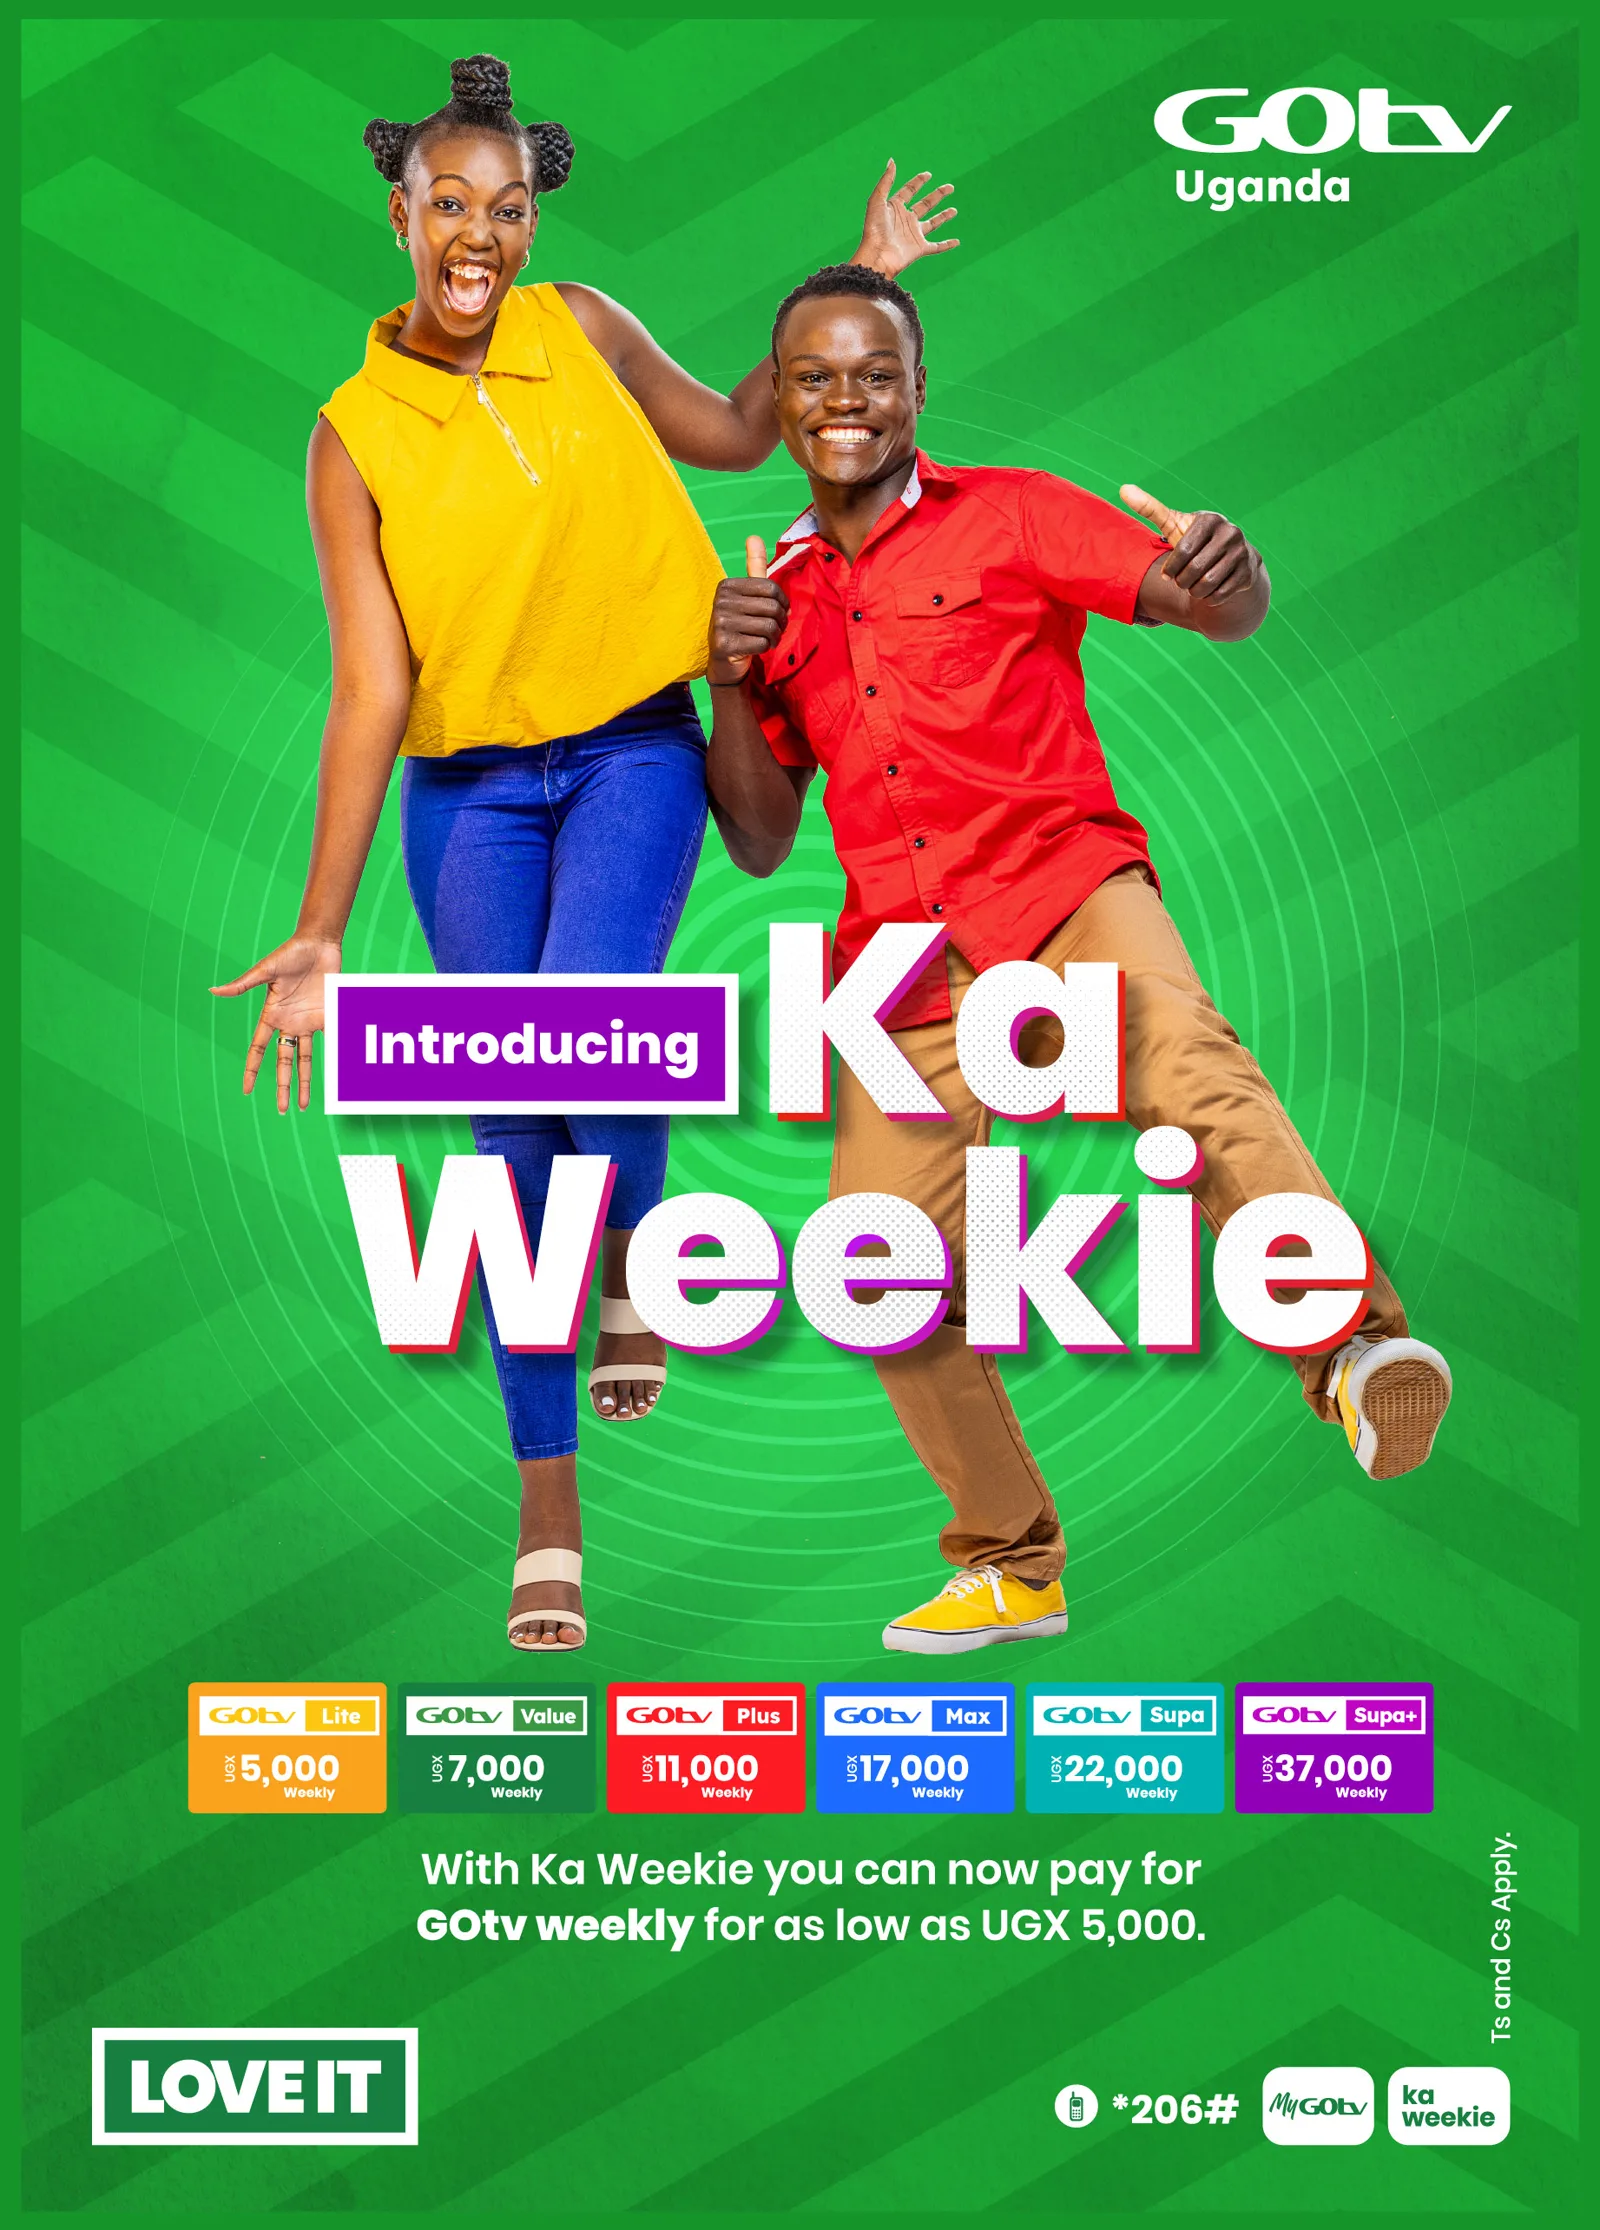 GOtv
Uganda
Introducing
Ka
Weekie
GOtv Lite
UGX 5,000
Weekly
GOtv Value
UGX 7,000
Weekly
GOtv Plus
UGX 11,000
Weekly
GOtv Max
UGX 17,000
Weekly
GOtv Supa
UGX 22,000
Weekly
GOtv Supa+
UGX 37,000
Weekly
With Ka Weekie you can now pay for
GOtv weekly for as low as UGX 5,000.
Ts and Cs Apply.
LOVE IT
*206#
MyGOtv
ka
weekie